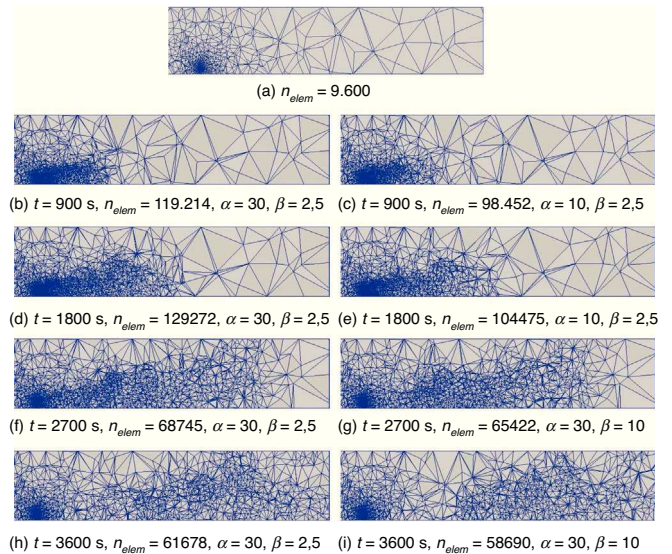 (a) n_elem = 9.600
(b) t = 900 s, n_elem = 119.214, α = 30, β = 2,5
(c) t = 900 s, n_elem = 98.452, α = 10, β = 2,5
(d) t = 1800 s, n_elem = 129272, α = 30, β = 2,5
(e) t = 1800 s, n_elem = 104475, α = 10, β = 2,5
(f) t = 2700 s, n_elem = 68745, α = 30, β = 2,5
(g) t = 2700 s, n_elem = 65422, α = 30, β = 10
(h) t = 3600 s, n_elem = 61678, α = 30, β = 2,5
(i) t = 3600 s, n_elem = 58690, α = 30, β = 10